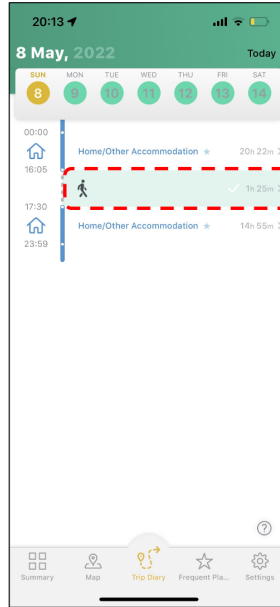 20:13
8 May, 2022 Today
SUN MON TUE WED THU FRI SAT
8 9 10 11 12 13 14
00:00
Home/Other Accommodation 20h 22m
16:05
1h 25m
17:30
Home/Other Accommodation 14h 55m
23:59
?
Summary Map Trip Diary Frequent Pla... Settings